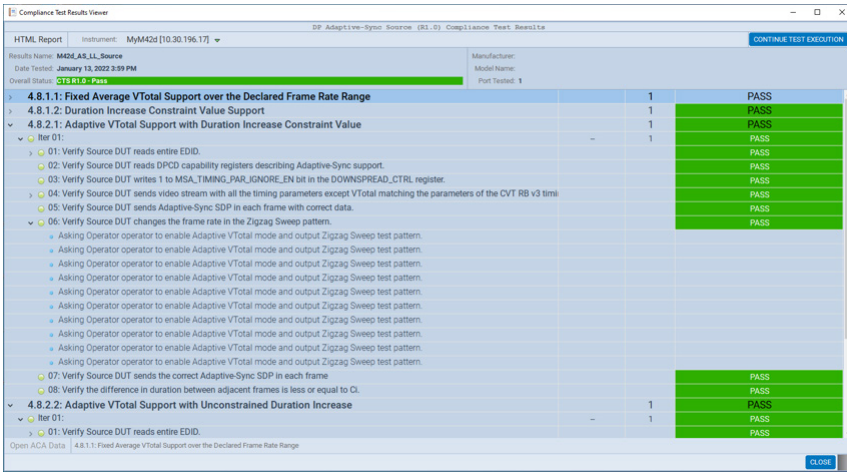 Compliance Test Results Viewer
DP Adaptive-Sync Source (R1.0) Compliance Test Results
HTML Report Instrument: MyM42d [10.30.196.17] CONTINUE TEST EXECUTION
Results Name: M42d_AS_LL_Source Manufacturer:
Date Tested: January 13, 2022 3:59 PM Model Name:
Overall Status: CTS R1.0 - Pass Port Tested: 1
4.8.1.1: Fixed Average VTotal Support over the Declared Frame Rate Range 1 PASS
4.8.1.2: Duration Increase Constraint Value Support 1 PASS
4.8.2.1: Adaptive VTotal Support with Duration Increase Constraint Value 1 PASS
Iter 01: -- 1 PASS
01: Verify Source DUT reads entire EDID. PASS
02: Verify Source DUT reads DPCD capability registers describing Adaptive-Sync support. PASS
03: Verify Source DUT writes 1 to MSA_TIMING_PAR_IGNORE_EN bit in the DOWNSPREAD_CTRL register. PASS
04: Verify Source DUT sends video stream with all the timing parameters except VTotal matching the parameters of the CVT RB v3 timi PASS
05: Verify Source DUT sends Adaptive-Sync SDP in each frame with correct data. PASS
06: Verify Source DUT changes the frame rate in the Zigzag Sweep pattern. PASS
Asking Operator operator to enable Adaptive VTotal mode and output Zigzag Sweep test pattern.
Asking Operator operator to enable Adaptive VTotal mode and output Zigzag Sweep test pattern.
Asking Operator operator to enable Adaptive VTotal mode and output Zigzag Sweep test pattern.
Asking Operator operator to enable Adaptive VTotal mode and output Zigzag Sweep test pattern.
Asking Operator operator to enable Adaptive VTotal mode and output Zigzag Sweep test pattern.
Asking Operator operator to enable Adaptive VTotal mode and output Zigzag Sweep test pattern.
Asking Operator operator to enable Adaptive VTotal mode and output Zigzag Sweep test pattern.
Asking Operator operator to enable Adaptive VTotal mode and output Zigzag Sweep test pattern.
Asking Operator operator to enable Adaptive VTotal mode and output Zigzag Sweep test pattern.
Asking Operator operator to enable Adaptive VTotal mode and output Zigzag Sweep test pattern.
07: Verify Source DUT sends the correct Adaptive-Sync SDP in each frame PASS
08: Verify the difference in duration between adjacent frames is less or equal to Ci. PASS
4.8.2.2: Adaptive VTotal Support with Unconstrained Duration Increase 1 PASS
Iter 01: -- 1 PASS
01: Verify Source DUT reads entire EDID. PASS
Open ACA Data 4.8.1.1: Fixed Average VTotal Support over the Declared Frame Rate Range
CLOSE